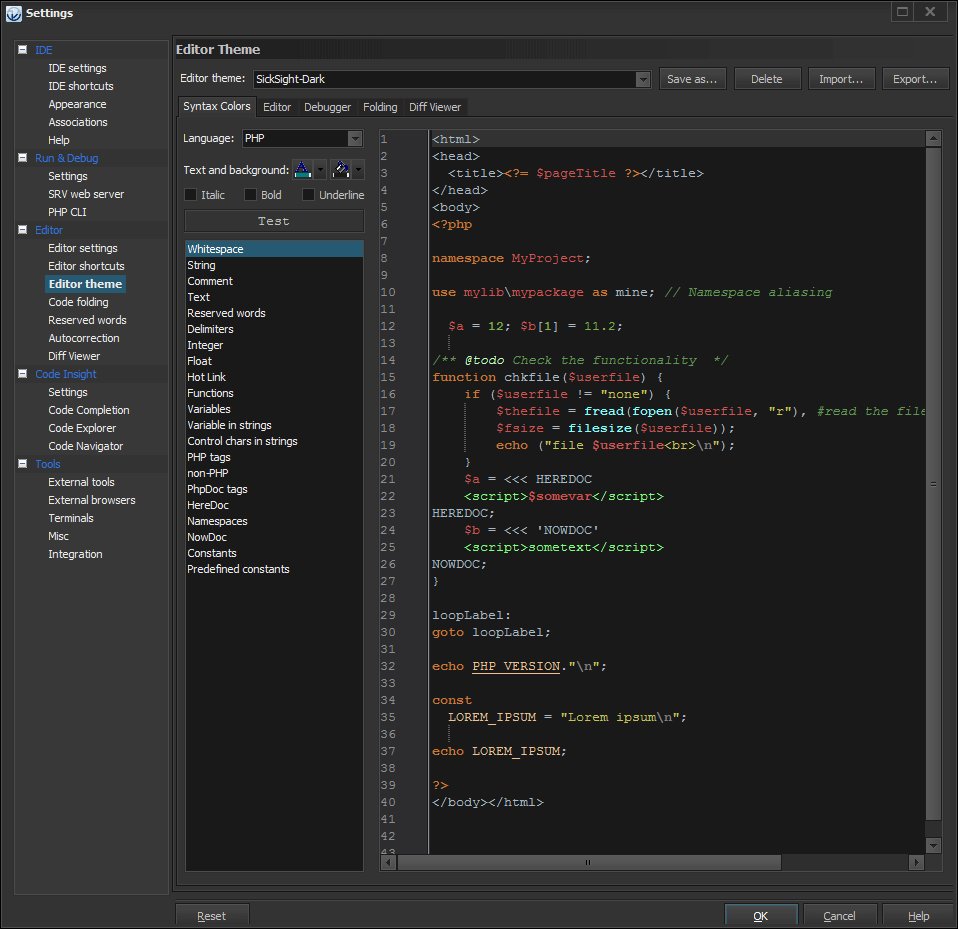 Settings
IDE
IDE settings
IDE shortcuts
Appearance
Associations
Help
Run & Debug
Settings
SRV web server
PHP CLI
Editor
Editor settings
Editor shortcuts
Editor theme
Code folding
Reserved words
Autocorrection
Diff Viewer
Code Insight
Settings
Code Completion
Code Explorer
Code Navigator
Tools
External tools
External browsers
Terminals
Misc
Integration
Editor Theme
Editor theme: SickSight-Dark Save as... Delete Import... Export...
Syntax Colors Editor Debugger Folding Diff Viewer
Language: PHP
Text and background:
Italic Bold Underline
Test
Whitespace
String
Comment
Text
Reserved words
Delimiters
Integer
Float
Hot Link
Functions
Variables
Variable in strings
Control chars in strings
PHP tags
non-PHP
PhpDoc tags
HereDoc
Namespaces
NowDoc
Constants
Predefined constants
1 <html>
2 <head>
3 <title><?= $pageTitle ?></title>
4 </head>
5 <body>
6 <?php
7
8 namespace MyProject;
9
10 use mylib\mypackage as mine; // Namespace aliasing
11
12 $a = 12; $b[1] = 11.2;
13
14 /** @todo Check the functionality */
15 function chkfile($userfile) {
16 if ($userfile != "none") {
17 $thefile = fread(fopen($userfile, "r"), #read the file
18 $fsize = filesize($userfile));
19 echo ("file $userfile<br>\n");
20 }
21 $a = <<< HEREDOC
22 <script>$somevar</script>
23 HEREDOC;
24 $b = <<< 'NOWDOC'
25 <script>sometext</script>
26 NOWDOC;
27 }
28
29 loopLabel:
30 goto loopLabel;
31
32 echo PHP_VERSION."\n";
33
34 const
35 LOREM_IPSUM = "Lorem ipsum\n";
36
37 echo LOREM_IPSUM;
38
39 ?>
40 </body></html>
41
42
43
Reset OK Cancel Help